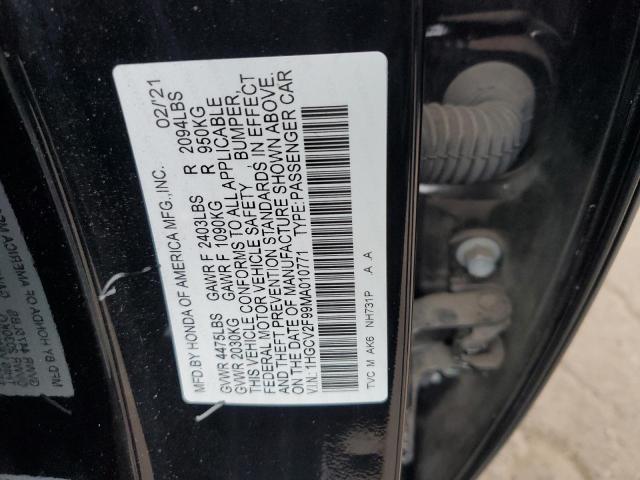 MFD.BY HONDA OF AMERICA MFG.,INC. 02/'21
GVWR 4475LBS GAWR F 2403LBS R 2094LBS
GVWR 2030KG GAWR F 1090KG R 950KG
THIS VEHICLE CONFORMS TO ALL APPLICABLE
FEDERAL MOTOR VEHICLE SAFETY, BUMPER,
AND THEFT PREVENTION STANDARDS IN EFFECT
ON THE DATE OF MANUFACTURE SHOWN ABOVE.
V.I.N.:1HGCV2F99MA010771 TYPE:PASSENGER CAR
TVC M AK6 NH731P A A